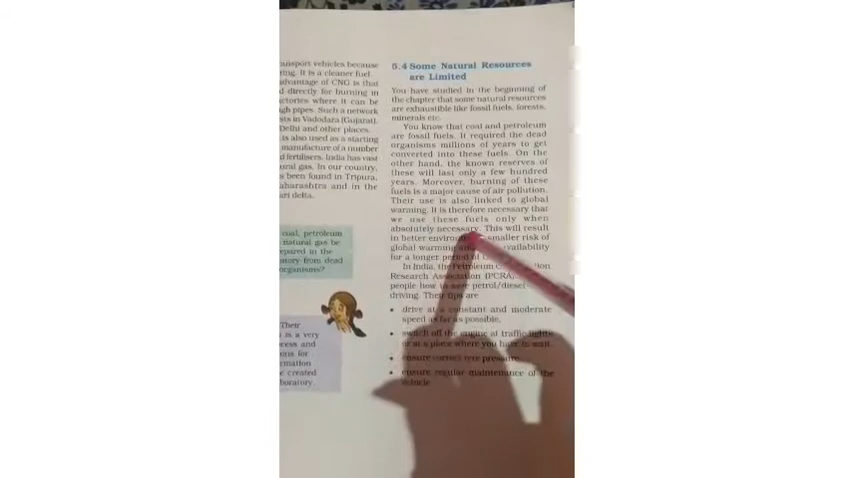 ansport vehicles because
ring. It is a cleaner fuel.
advantage of CNG is that
d directly for burning in
ctories where it can be
gh pipes. Such a network
sts in Vadodara (Gujarat),
Delhi and other places.
is also used as a starting
manufacture of a number
d fertilisers. India has vast
ural gas. In our country,
s been found in Tripura,
aharashtra and in the
art delta.
coal, petroleum
natural gas be
epared in the
ratory from dead
organisms?
Their
n is a very
ocess and
ons for
rmation
e created
boratory.
5.4 Some Natural Resources
are Limited
You have studied in the beginning of
the chapter that some natural resources
are exhaustible like fossil fuels, forests,
minerals etc.
You know that coal and petroleum
are fossil fuels. It required the dead
organisms millions of years to get
converted into these fuels. On the
other hand, the known reserves of
these will last only a few hundred
years. Moreover, burning of these
fuels is a major cause of air pollution.
Their use is also linked to global
warming. It is therefore necessary that
we use these fuels only when
absolutely necessary. This will result
in better smaller risk of
global warming availability
for a longer period of
In India, the Petroleum
Research Association (PCRA)
people how to petrol/diesel
driving. Their tips are
• drive at a constant and moderate
speed as far as possible,
• switch off the engine at traffic lights
or at a place where you have to wait,
• ensure correct tyre pressure,
• ensure regular maintenance of the
vehicle